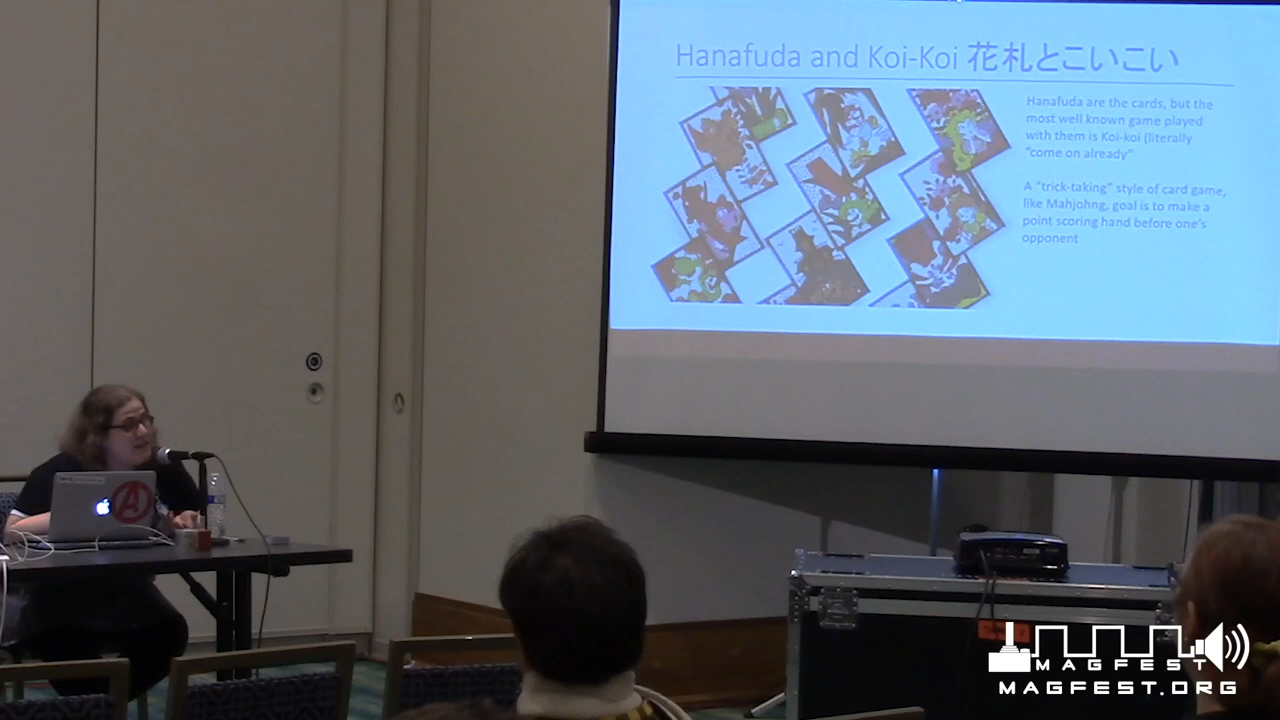 Hanafuda and Koi-Koi 花札とこいこい
Hanafuda are the cards, but the
most well known game played
with them is Koi-koi (literally
"come on already"
A "trick-taking" style of card game,
like Mahjohng, goal is to make a
point scoring hand before one's
opponent
MAGFEST
MAGFEST.ORG